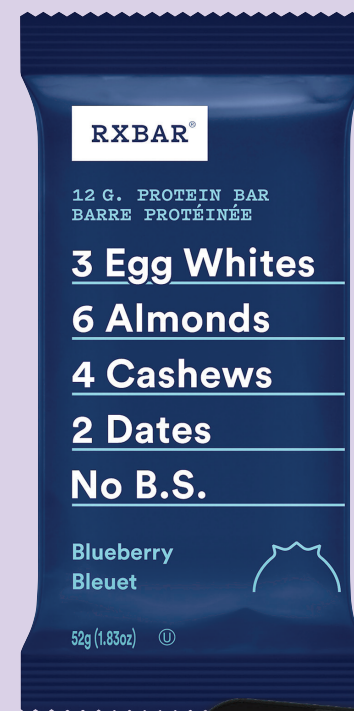 RXBAR®
12 G. PROTEIN BAR
BARRE PROTÉINÉE
3 Egg Whites
6 Almonds
4 Cashews
2 Dates
No B.S.
Blueberry
Bleuet
52g (1.83oz) Ⓤ